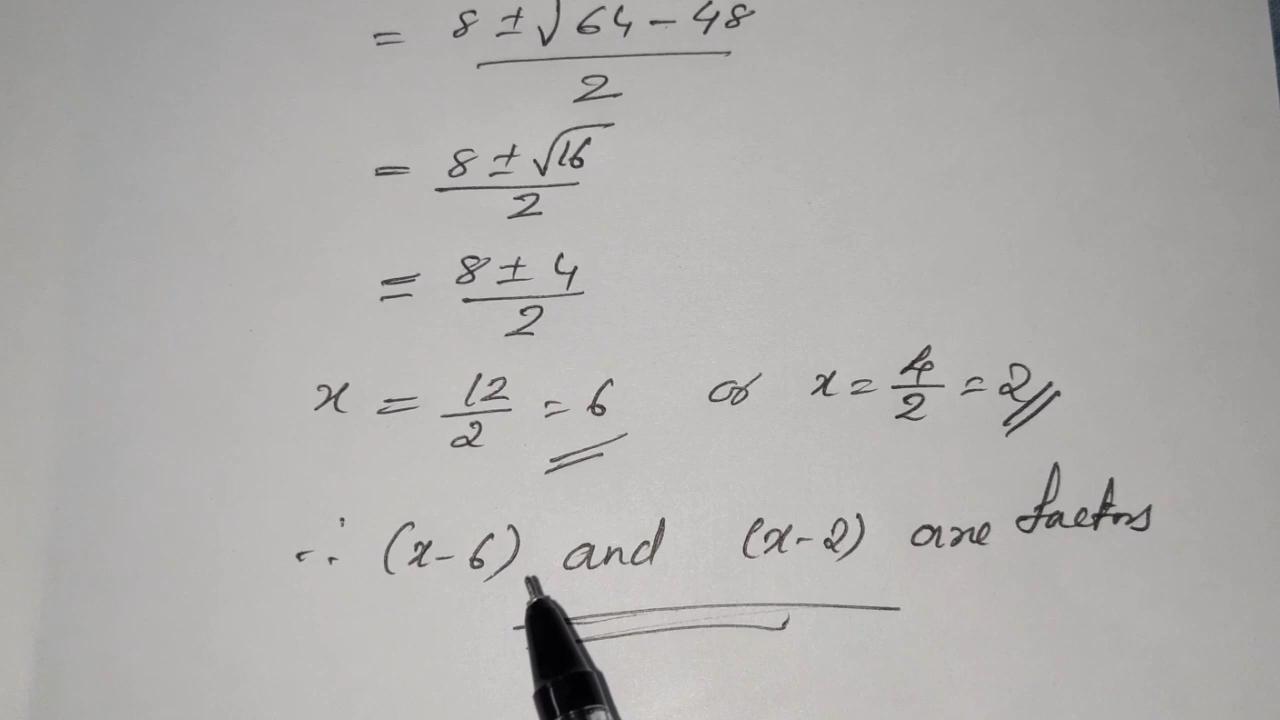 = 8 ± √64 - 48 / 2
= 8 ± √16 / 2
= 8 ± 4 / 2
x = 12/2 = 6 or x = 4/2 = 2//
∴ (x-6) and (x-2) are factors